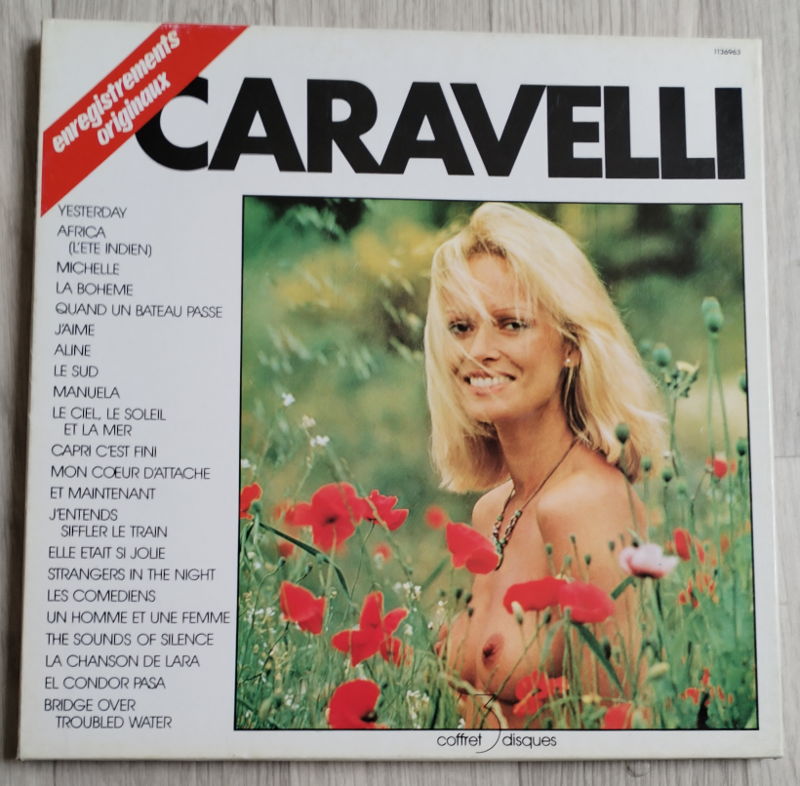 enregistrements
originaux
1136963
CARAVELLI
YESTERDAY
AFRICA
(L'ETE INDIEN)
MICHELLE
LA BOHEME
QUAND UN BATEAU PASSE
J'AIME
ALINE
LE SUD
MANUELA
LE CIEL, LE SOLEIL
ET LA MER
CAPRI C'EST FINI
MON CŒUR D'ATTACHE
ET MAINTENANT
J'ENTENDS
SIFFLER LE TRAIN
ELLE ETAIT SI JOLIE
STRANGERS IN THE NIGHT
LES COMEDIENS
UN HOMME ET UNE FEMME
THE SOUNDS OF SILENCE
LA CHANSON DE LARA
EL CONDOR PASA
BRIDGE OVER
TROUBLED WATER
coffret 3 disques